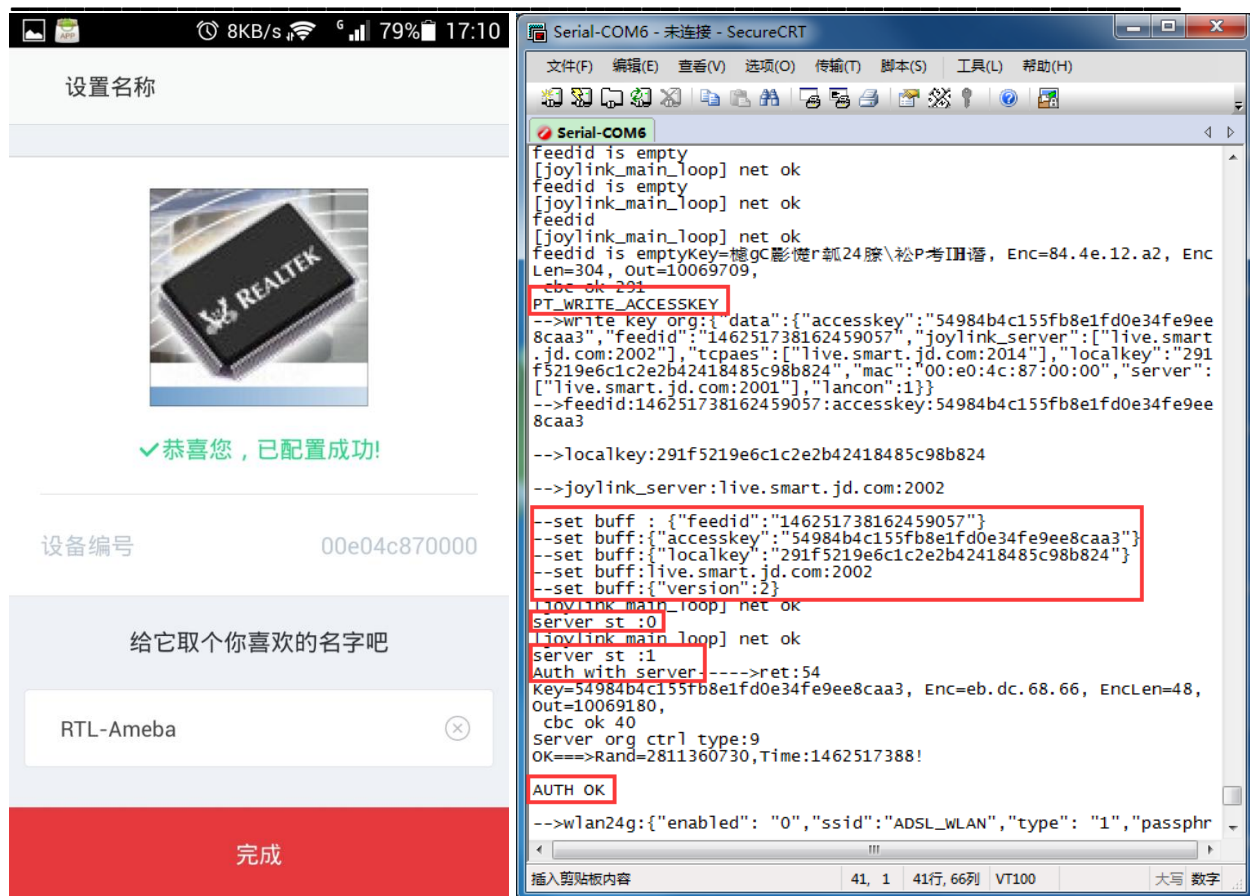 8KB/s G 79% 17:10
设置名称
REALTEK
恭喜您，已配置成功!
设备编号 00e04c870000
给它取个你喜欢的名字吧
RTL-Ameba
完成
Serial-COM6 - 未连接 - SecureCRT
文件(F) 编辑(E) 查看(V) 选项(O) 传输(T) 脚本(S) 工具(L) 帮助(H)
Serial-COM6
feedid is empty
[joylink_main_loop] net ok
feedid is empty
[joylink_main_loop] net ok
feedid
[joylink_main_loop] net ok
feedid is emptyKey= Enc=84.4e.12.a2, Enc
Len=304, Out=10069709,
cbc ok 291
PT_WRITE_ACCESSKEY
-->write key org:{"data":{"accesskey":"54984b4c155fb8e1fd0e34fe9ee
8caa3","feedid":"146251738162459057","joylink_server":["live.smart
.jd.com:2002"],"tcpaes":["live.smart.jd.com:2014"],"localkey":"291
f5219e6c1c2e2b42418485c98b824","mac":"00:e0:4c:87:00:00","server":
["live.smart.jd.com:2001"],"lancon":1}}
-->feedid:146251738162459057:accesskey:54984b4c155fb8e1fd0e34fe9ee
8caa3
-->localkey:291f5219e6c1c2e2b42418485c98b824
-->joylink_server:live.smart.jd.com:2002
--set buff : {"feedid":"146251738162459057"}
--set buff:{"accesskey":"54984b4c155fb8e1fd0e34fe9ee8caa3"}
--set buff:{"localkey":"291f5219e6c1c2e2b42418485c98b824"}
--set buff:live.smart.jd.com:2002
--set buff:{"version":2}
[joylink_main_loop] net ok
server st :0
[joylink_main_loop] net ok
server st :1
Auth with server----->ret:54
Key=54984b4c155fb8e1fd0e34fe9ee8caa3, Enc=eb.dc.68.66, EncLen=48,
Out=10069180,
cbc ok 40
Server org ctrl type:9
OK===>Rand=2811360730,Time:1462517388!
AUTH OK
-->wlan24g:{"enabled": "0","ssid":"ADSL_WLAN","type": "1","passphr
插入剪贴板内容 41, 1 41行, 66列 VT100 大写 数字